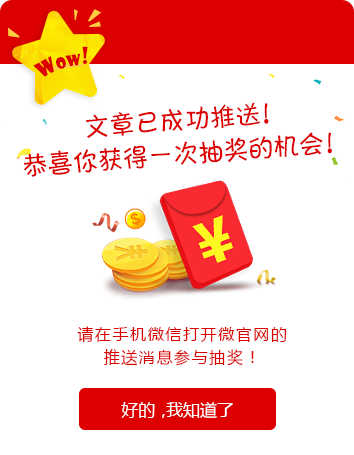 Wow!
文章已成功推送!
恭喜你获得一次抽奖的机会!
¥
请在手机微信打开微官网的
推送消息参与抽奖！
好的 ,我知道了